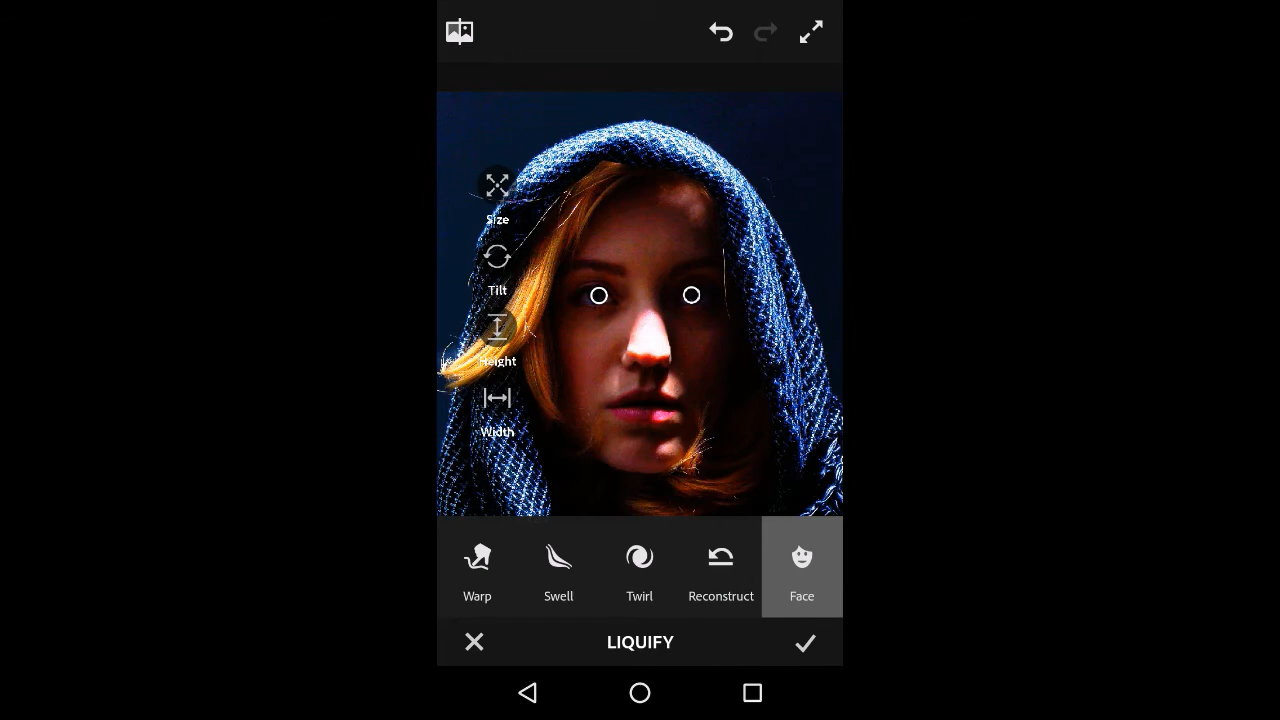 Size
Tilt
Height
Width
Warp
Swell
Twirl
Reconstruct
Face
LIQUIFY